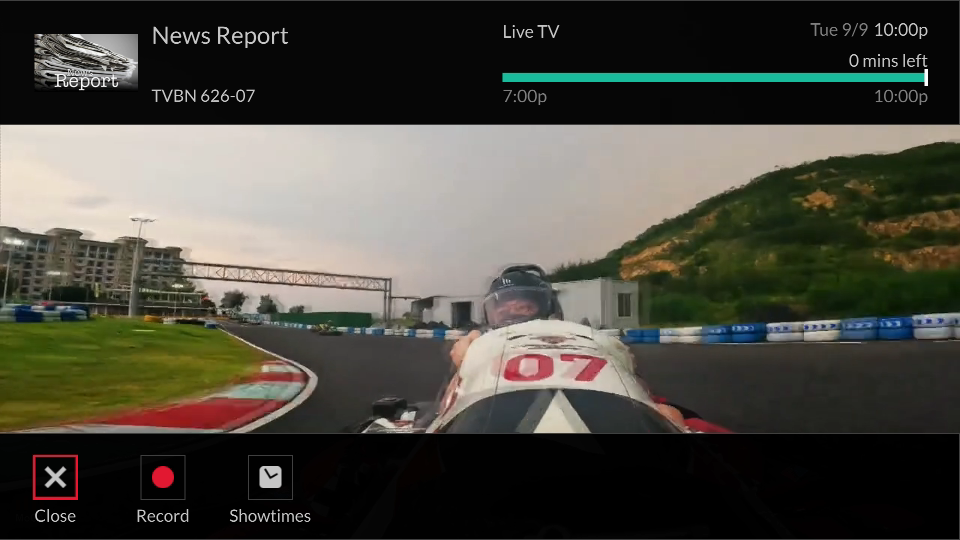 News Report
Report
TVBN 626-07
Live TV
Tue 9/9 10:00p
0 mins left
7:00p
10:00p
07
Close
Record
Showtimes